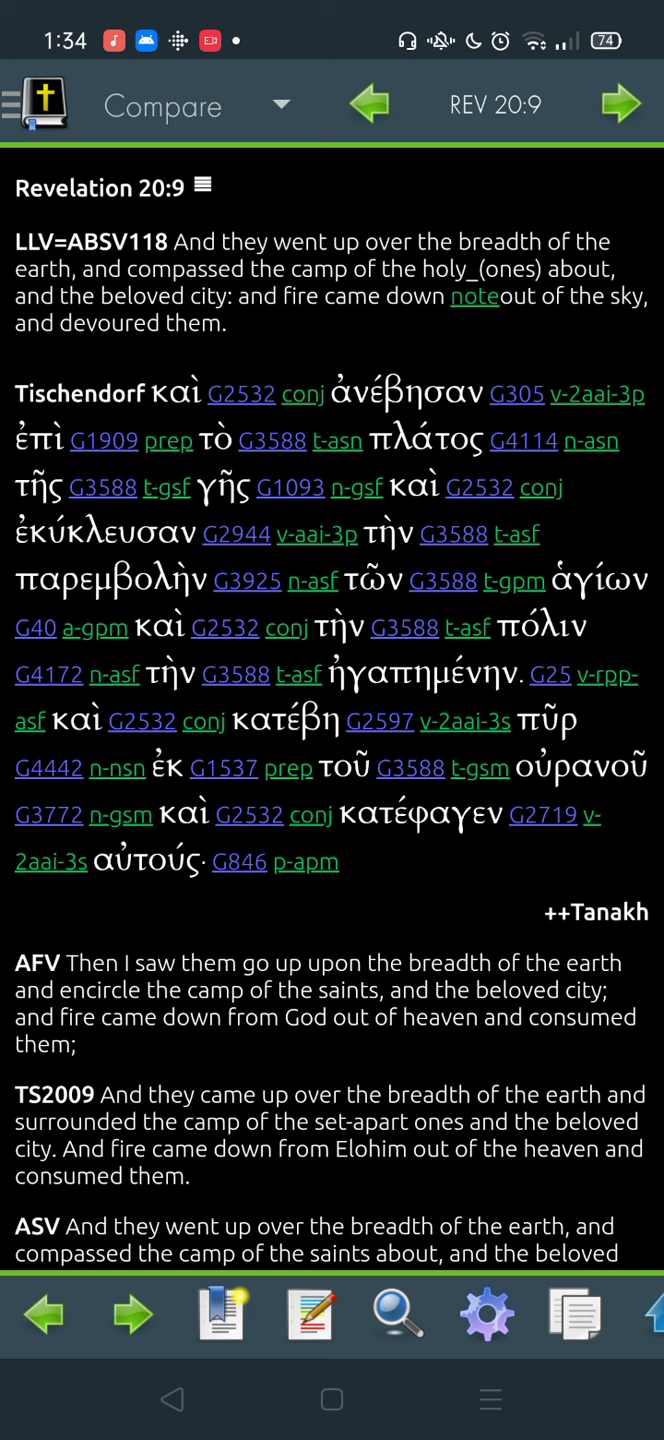 1:34 74
Compare REV 20:9
Revelation 20:9
LLV=ABSV118 And they went up over the breadth of the
earth, and compassed the camp of the holy_(ones) about,
and the beloved city: and fire came down noteout of the sky,
and devoured them.
Tischendorf καὶ G2532 conj ἀνέβησαν G305 v-2aai-3p
ἐπὶ G1909 prep τὸ G3588 t-asn πλάτος G4114 n-asn
τῆς G3588 t-gsf γῆς G1093 n-gsf καὶ G2532 conj
ἐκύκλευσαν G2944 v-aai-3p τὴν G3588 t-asf
παρεμβολὴν G3925 n-asf τῶν G3588 t-gpm ἁγίων
G40 a-gpm καὶ G2532 conj τὴν G3588 t-asf πόλιν
G4172 n-asf τὴν G3588 t-asf ἠγαπημένην. G25 v-rpp-
asf καὶ G2532 conj κατέβη G2597 v-2aai-3s πῦρ
G4442 n-nsn ἐκ G1537 prep τοῦ G3588 t-gsm οὐρανοῦ
G3772 n-gsm καὶ G2532 conj κατέφαγεν G2719 v-
2aai-3s αὐτούς· G846 p-apm
++Tanakh
AFV Then I saw them go up upon the breadth of the earth
and encircle the camp of the saints, and the beloved city;
and fire came down from God out of heaven and consumed
them;
TS2009 And they came up over the breadth of the earth and
surrounded the camp of the set-apart ones and the beloved
city. And fire came down from Elohim out of the heaven and
consumed them.
ASV And they went up over the breadth of the earth, and
compassed the camp of the saints about, and the beloved